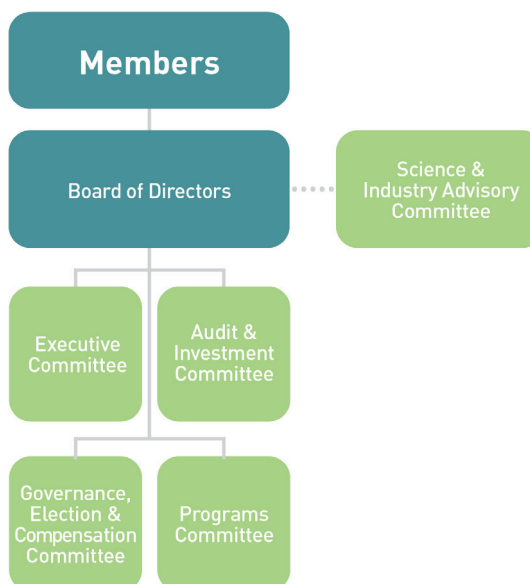 Members
Board of Directors
Science &
Industry Advisory
Committee
Executive
Committee
Audit &
Investment
Committee
Governance,
Election &
Compensation
Committee
Programs
Committee